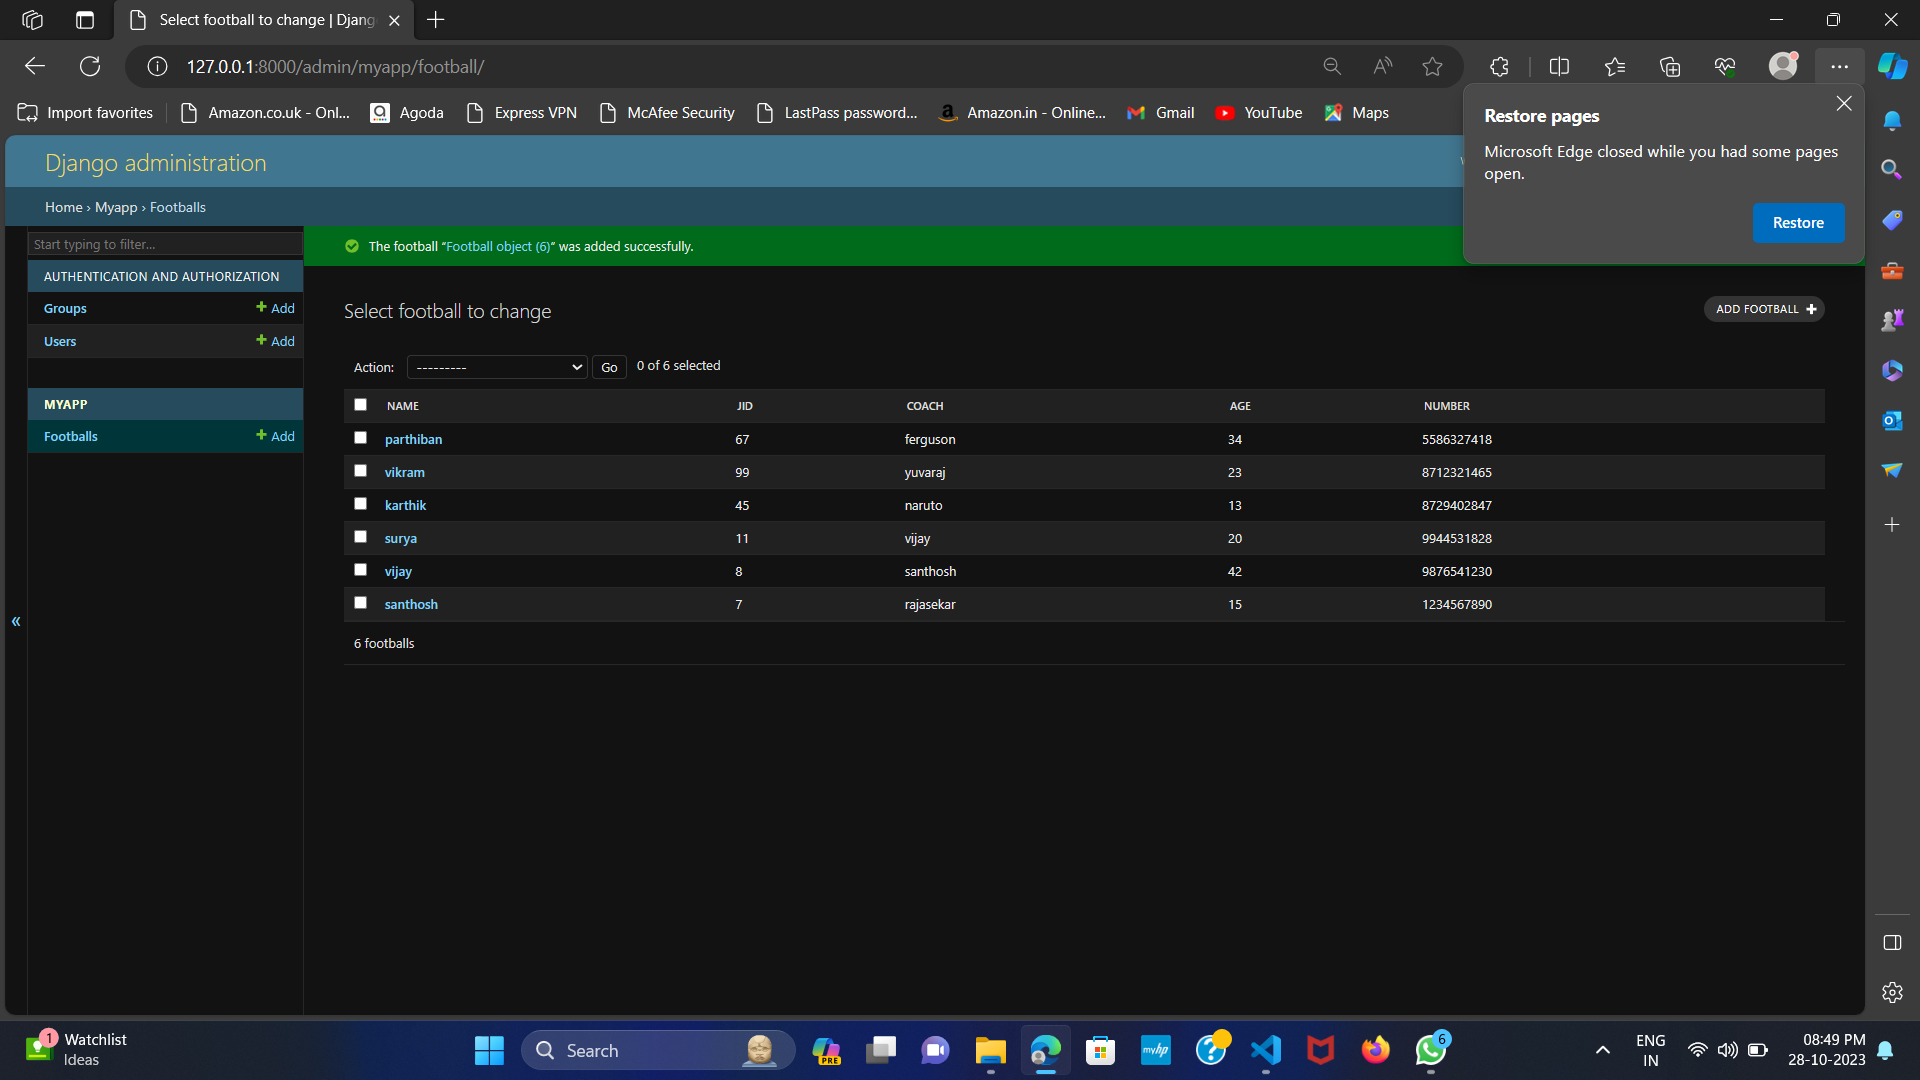 Select football to change | Djang
127.0.0.1:8000/admin/myapp/football/
Import favorites
Amazon.co.uk - Onl...
Agoda
Express VPN
McAfee Security
LastPass password...
Amazon.in - Online...
Gmail
YouTube
Maps
Restore pages
Microsoft Edge closed while you had some pages
open.
Restore
Django administration
Home › Myapp › Footballs
Start typing to filter...
AUTHENTICATION AND AUTHORIZATION
Groups + Add
Users + Add
MYAPP
Footballs + Add
«
The football “Football object (6)” was added successfully.
Select football to change
ADD FOOTBALL +
Action: --------- Go 0 of 6 selected
NAME JID COACH AGE NUMBER
parthiban 67 ferguson 34 5586327418
vikram 99 yuvaraj 23 8712321465
karthik 45 naruto 13 8729402847
surya 11 vijay 20 9944531828
vijay 8 santhosh 42 9876541230
santhosh 7 rajasekar 15 1234567890
6 footballs
1
Watchlist
Ideas
Search
PRE
myhp
6
ENG
IN
08:49 PM
28-10-2023